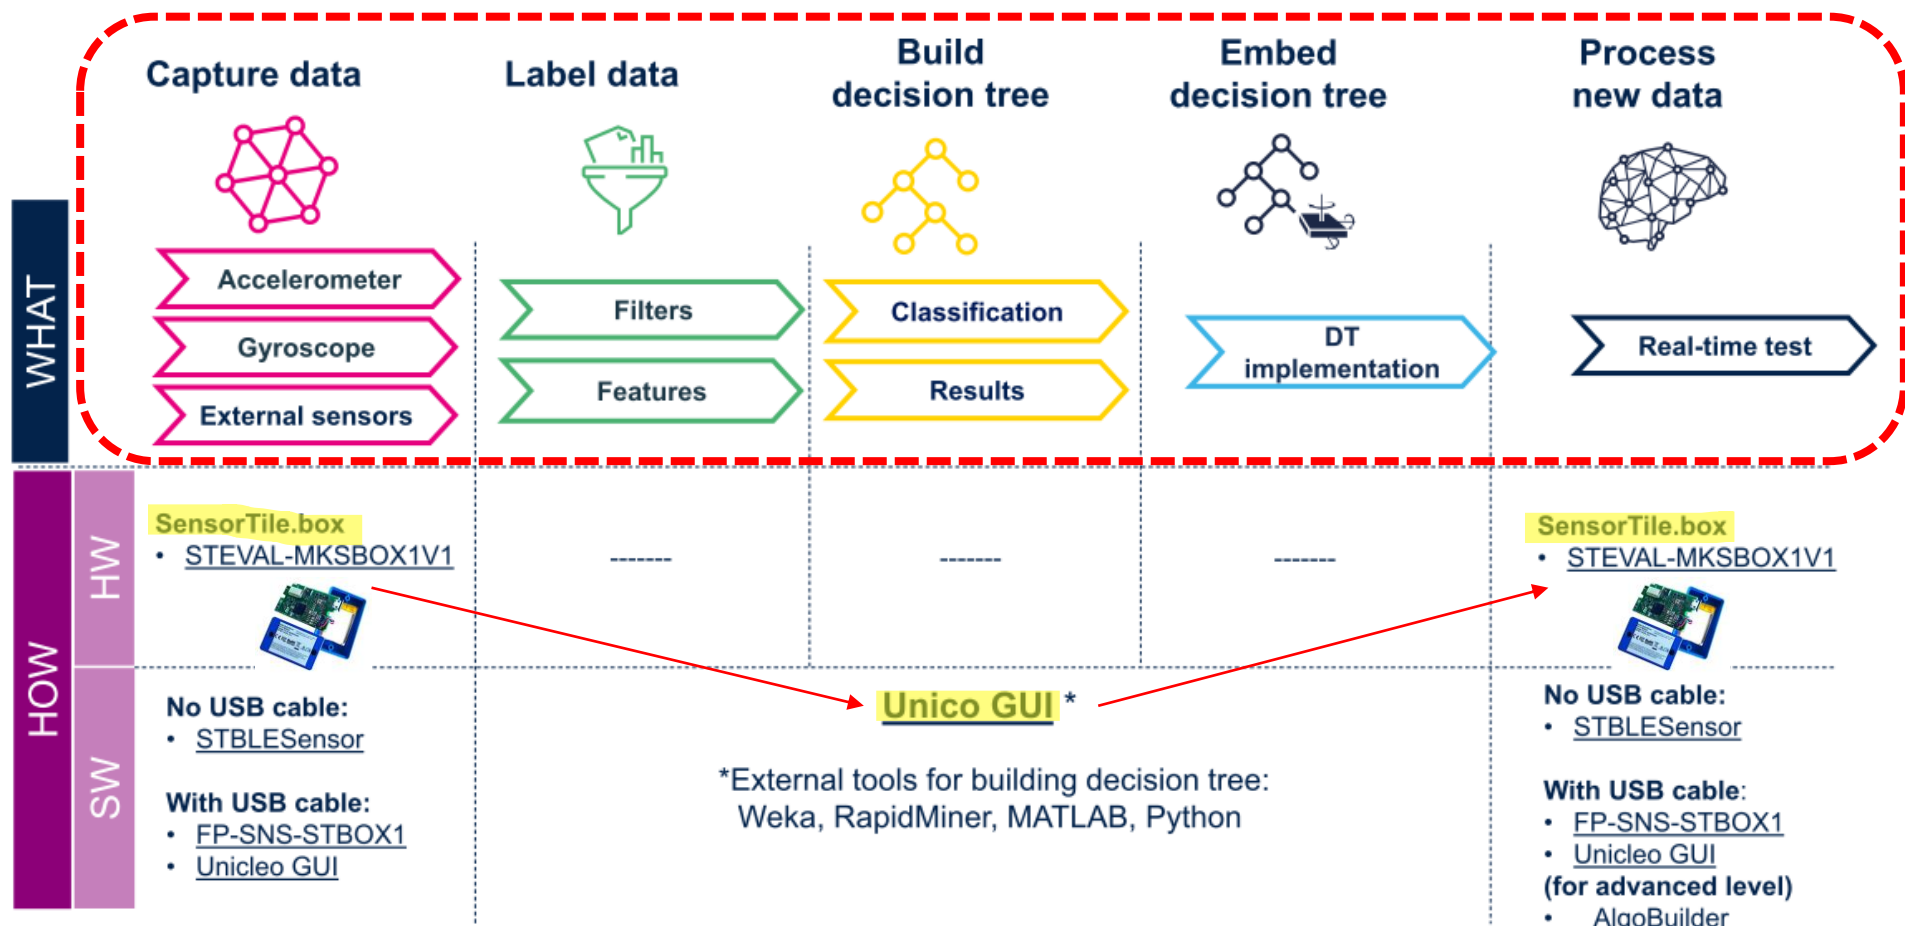 Capture data
Label data
Build
decision tree
Embed
decision tree
Process
new data
WHAT
Accelerometer
Gyroscope
External sensors
Filters
Features
Classification
Results
DT
implementation
Real-time test
HOW
HW
SensorTile.box
• STEVAL-MKSBOX1V1
-------
-------
-------
SensorTile.box
• STEVAL-MKSBOX1V1
SW
No USB cable:
• STBLESensor
With USB cable:
• FP-SNS-STBOX1
• Unicleo GUI
Unico GUI *
*External tools for building decision tree:
Weka, RapidMiner, MATLAB, Python
No USB cable:
• STBLESensor
With USB cable:
• FP-SNS-STBOX1
• Unicleo GUI
(for advanced level)
• AlgoBuilder